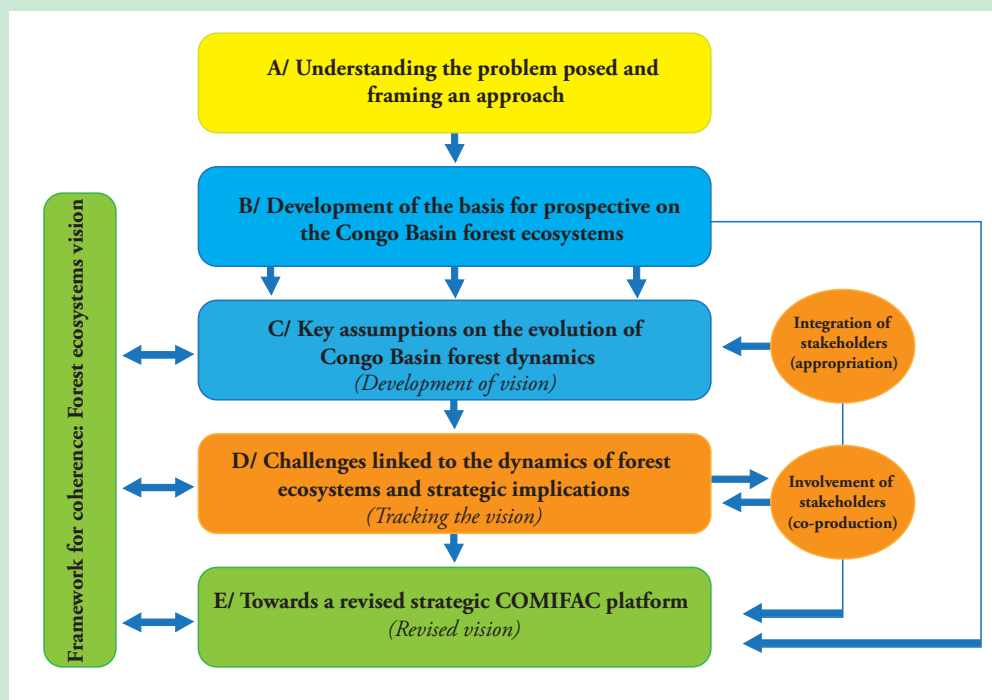 A/ Understanding the problem posed and
framing an approach
B/ Development of the basis for prospective on
the Congo Basin forest ecosystems
Framework for coherence: Forest ecosystems vision
C/ Key assumptions on the evolution of
Congo Basin forest dynamics
(Development of vision)
Integration of
stakeholders
(appropriation)
D/ Challenges linked to the dynamics of forest
ecosystems and strategic implications
(Tracking the vision)
Involvement of
stakeholders
(co-production)
E/ Towards a revised strategic COMIFAC platform
(Revised vision)